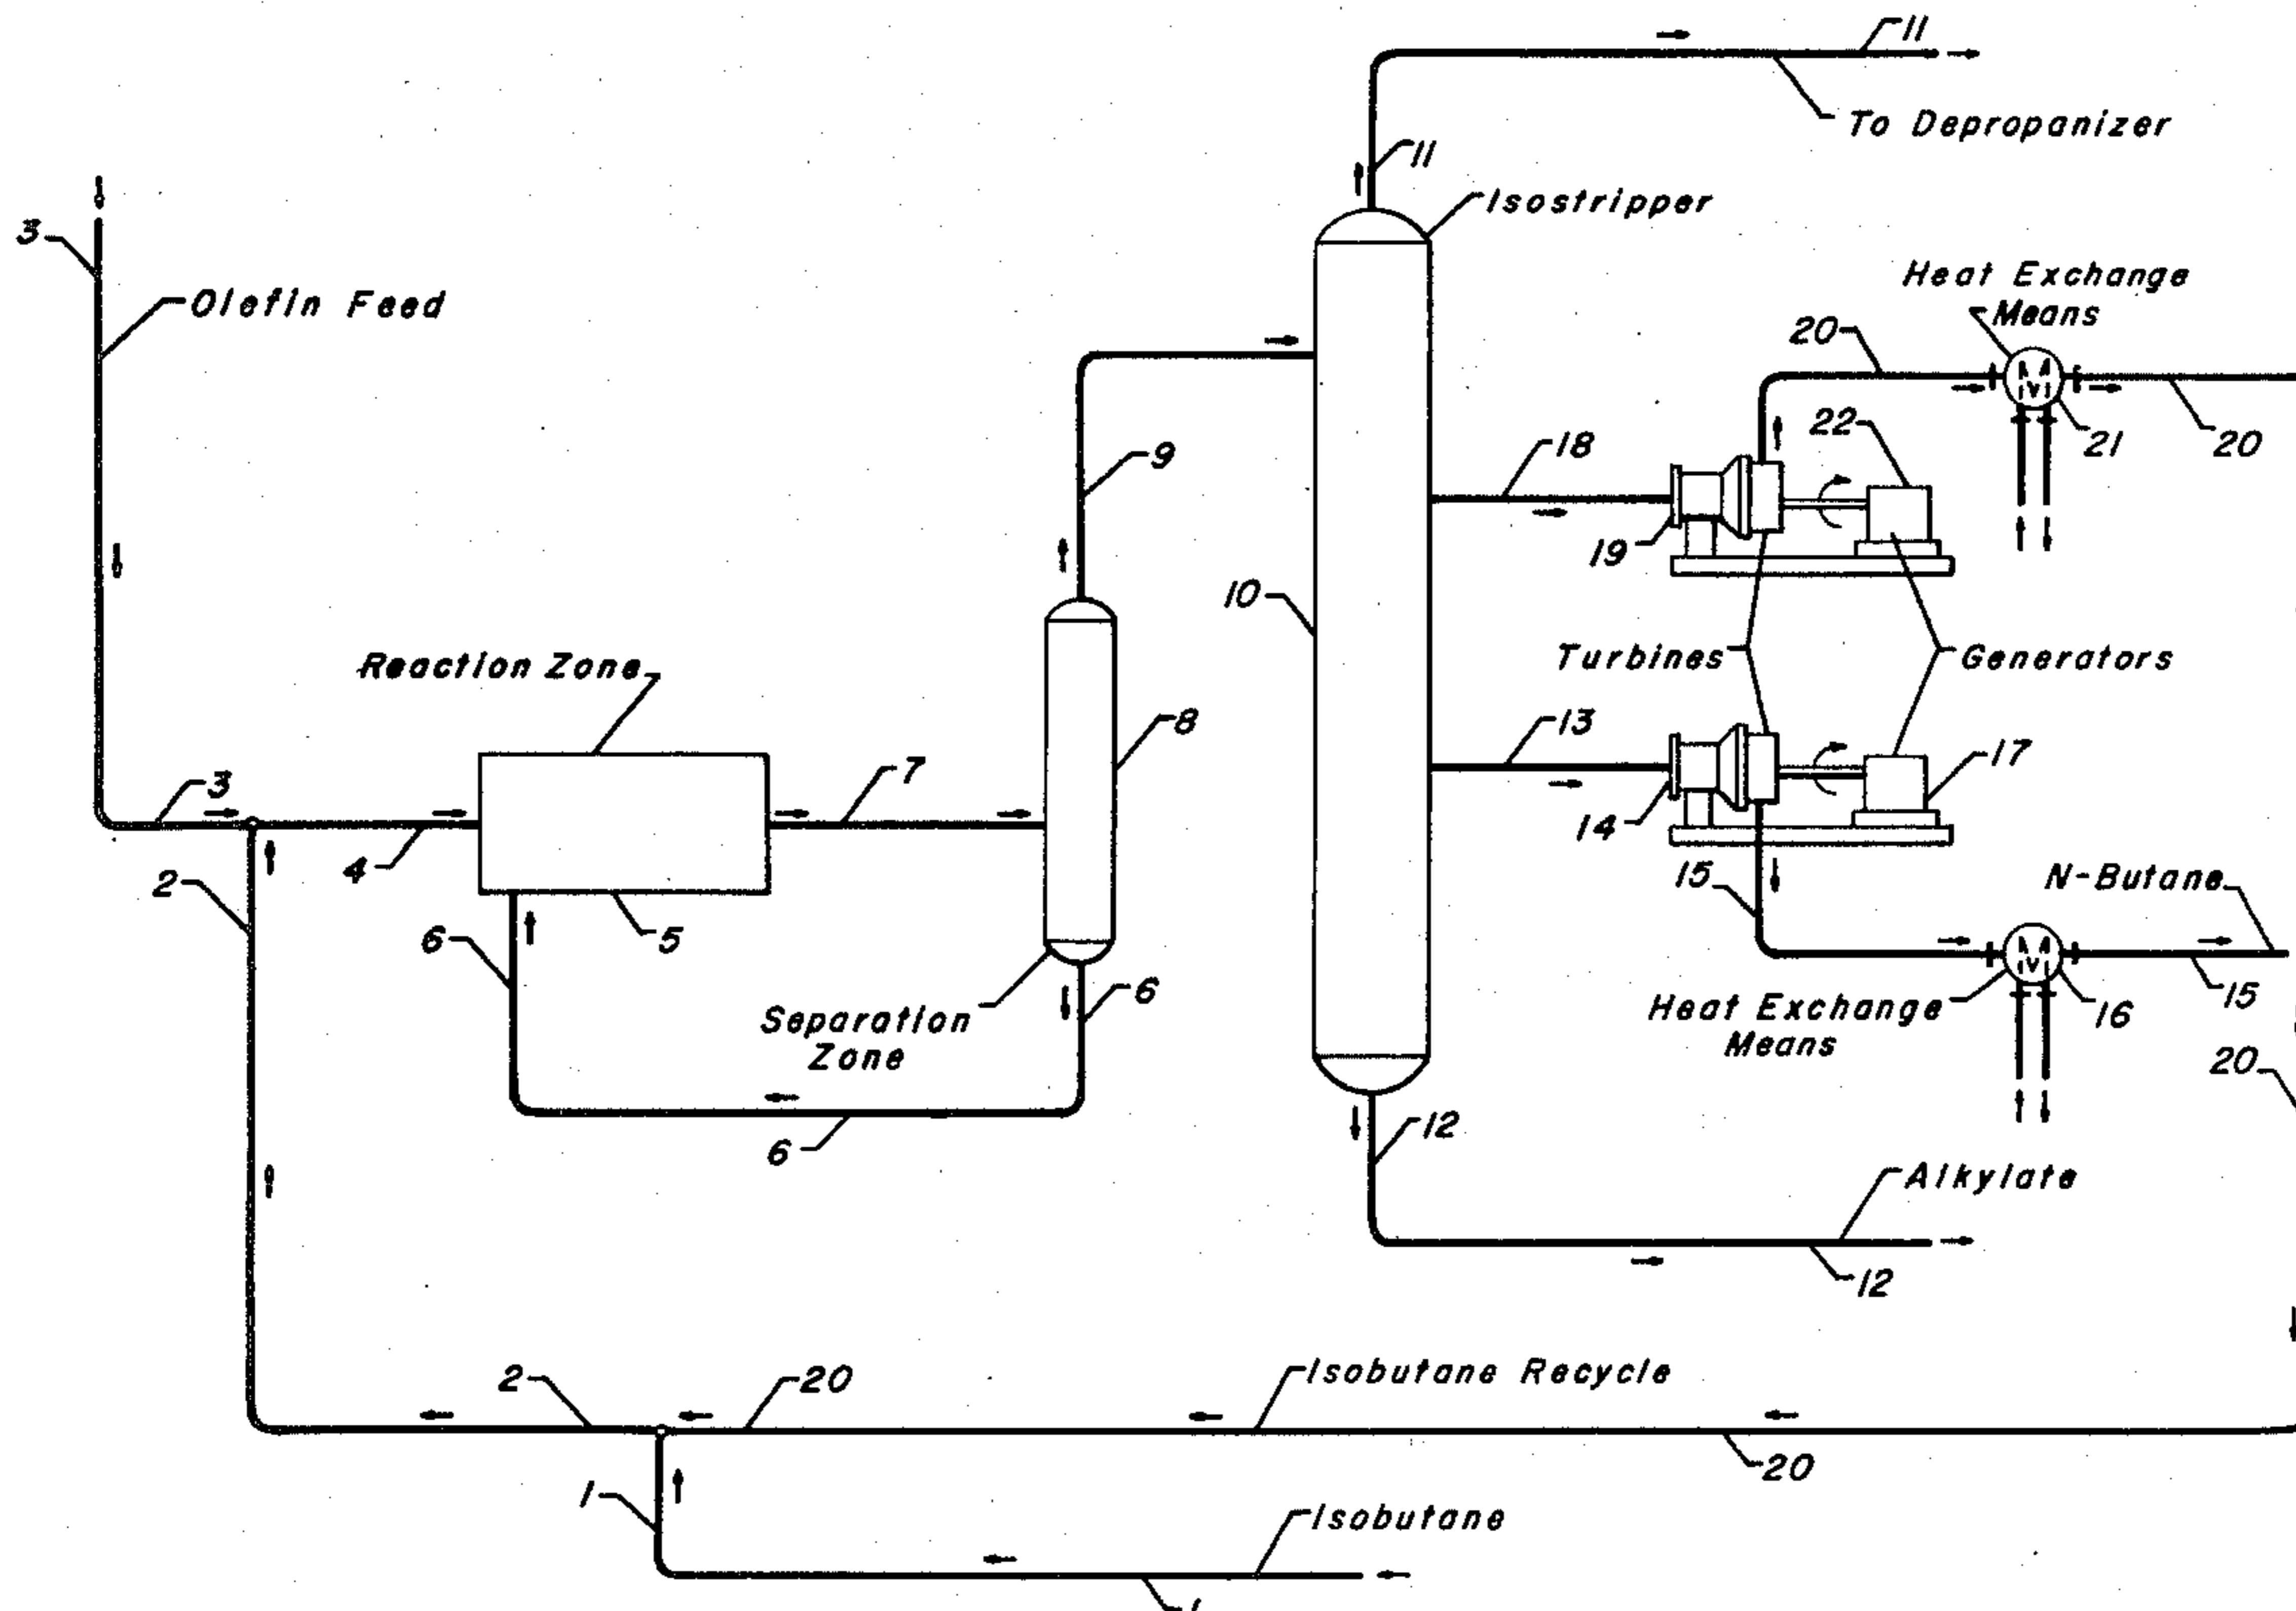 11
To Depropanizer
11
Isostripper
3
Olefin Feed
Heat Exchange
Means
20
22
21
20
9
18
19
10
Reaction Zone
Turbines
Generators
8
13
17
3
7
14
4
2
15
N-Butane
6
5
6
Separation
Zone
Heat Exchange
Means
16
15
20
6
12
Alkylate
12
2
20
Isobutane Recycle
20
1
Isobutane
1